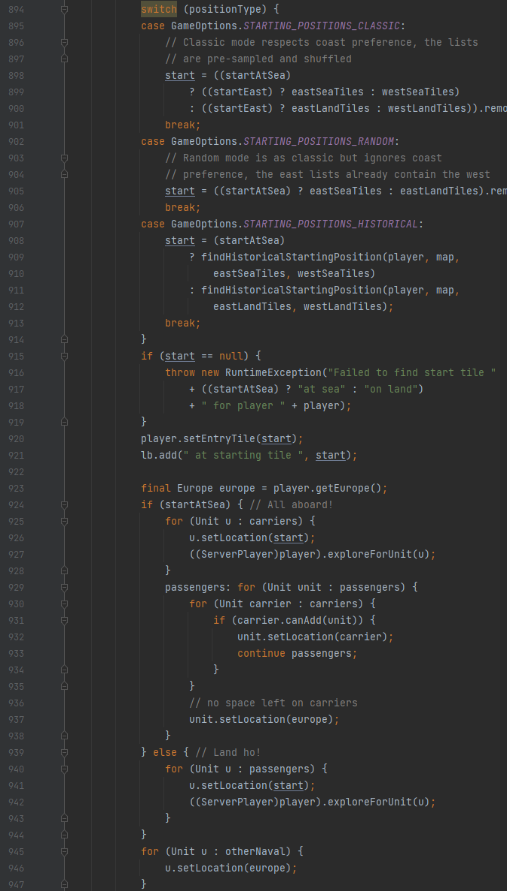 894 switch (positionType) {
895 case GameOptions.STARTING_POSITIONS_CLASSIC:
896 // Classic mode respects coast preference, the lists
897 // are pre-sampled and shuffled
898 start = ((startAtSea)
899 ? ((startEast) ? eastSeaTiles : westSeaTiles)
900 : ((startEast) ? eastLandTiles : westLandTiles)).remo
901 break;
902 case GameOptions.STARTING_POSITIONS_RANDOM:
903 // Random mode is as classic but ignores coast
904 // preference, the east lists already contain the west
905 start = ((startAtSea) ? eastSeaTiles : eastLandTiles).rem
906 break;
907 case GameOptions.STARTING_POSITIONS_HISTORICAL:
908 start = (startAtSea)
909 ? findHistoricalStartingPosition(player, map,
910 eastSeaTiles, westSeaTiles)
911 : findHistoricalStartingPosition(player, map,
912 eastLandTiles, westLandTiles);
913 break;
914 }
915 if (start == null) {
916 throw new RuntimeException("Failed to find start tile "
917 + ((startAtSea) ? "at sea" : "on land")
918 + " for player " + player);
919 }
920 player.setEntryTile(start);
921 lb.add(" at starting tile ", start);
922
923 final Europe europe = player.getEurope();
924 if (startAtSea) { // All aboard!
925 for (Unit u : carriers) {
926 u.setLocation(start);
927 ((ServerPlayer)player).exploreForUnit(u);
928 }
929 passengers: for (Unit unit : passengers) {
930 for (Unit carrier : carriers) {
931 if (carrier.canAdd(unit)) {
932 unit.setLocation(carrier);
933 continue passengers;
934 }
935 }
936 // no space left on carriers
937 unit.setLocation(europe);
938 }
939 } else { // Land ho!
940 for (Unit u : passengers) {
941 u.setLocation(start);
942 ((ServerPlayer)player).exploreForUnit(u);
943 }
944 }
945 for (Unit u : otherNaval) {
946 u.setLocation(europe);
947 }